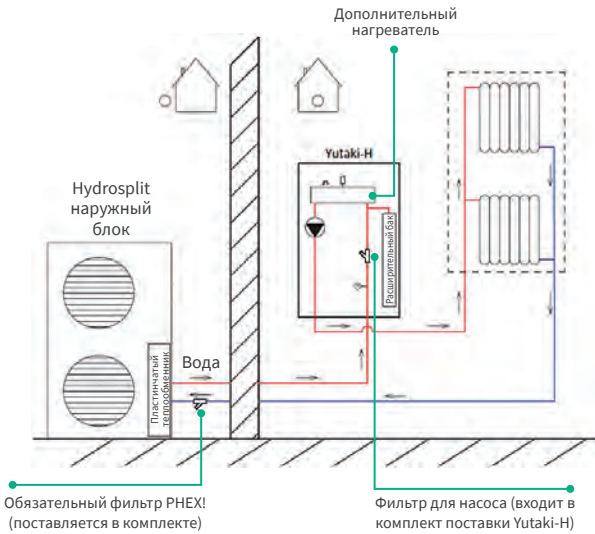 Дополнительный
нагреватель
Yutaki-H
Hydrosplit
наружный
блок
Расширительный бак
Пластинчатый
теплообменник
Вода
Обязательный фильтр PHEX!
(поставляется в комплекте)
Фильтр для насоса (входит в
комплект поставки Yutaki-H)